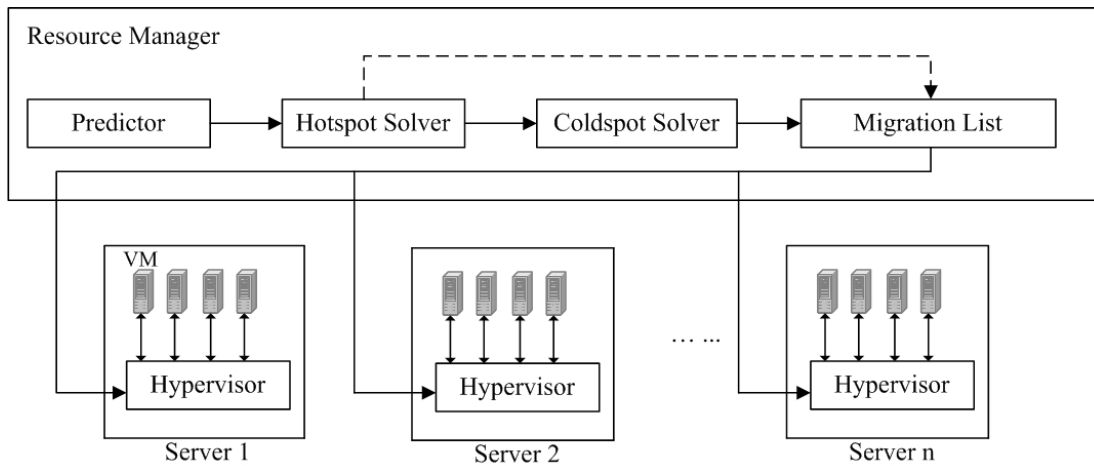 Resource Manager
Predictor
Hotspot Solver
Coldspot Solver
Migration List
VM
... ...
Hypervisor
Hypervisor
Hypervisor
Server 1
Server 2
Server n